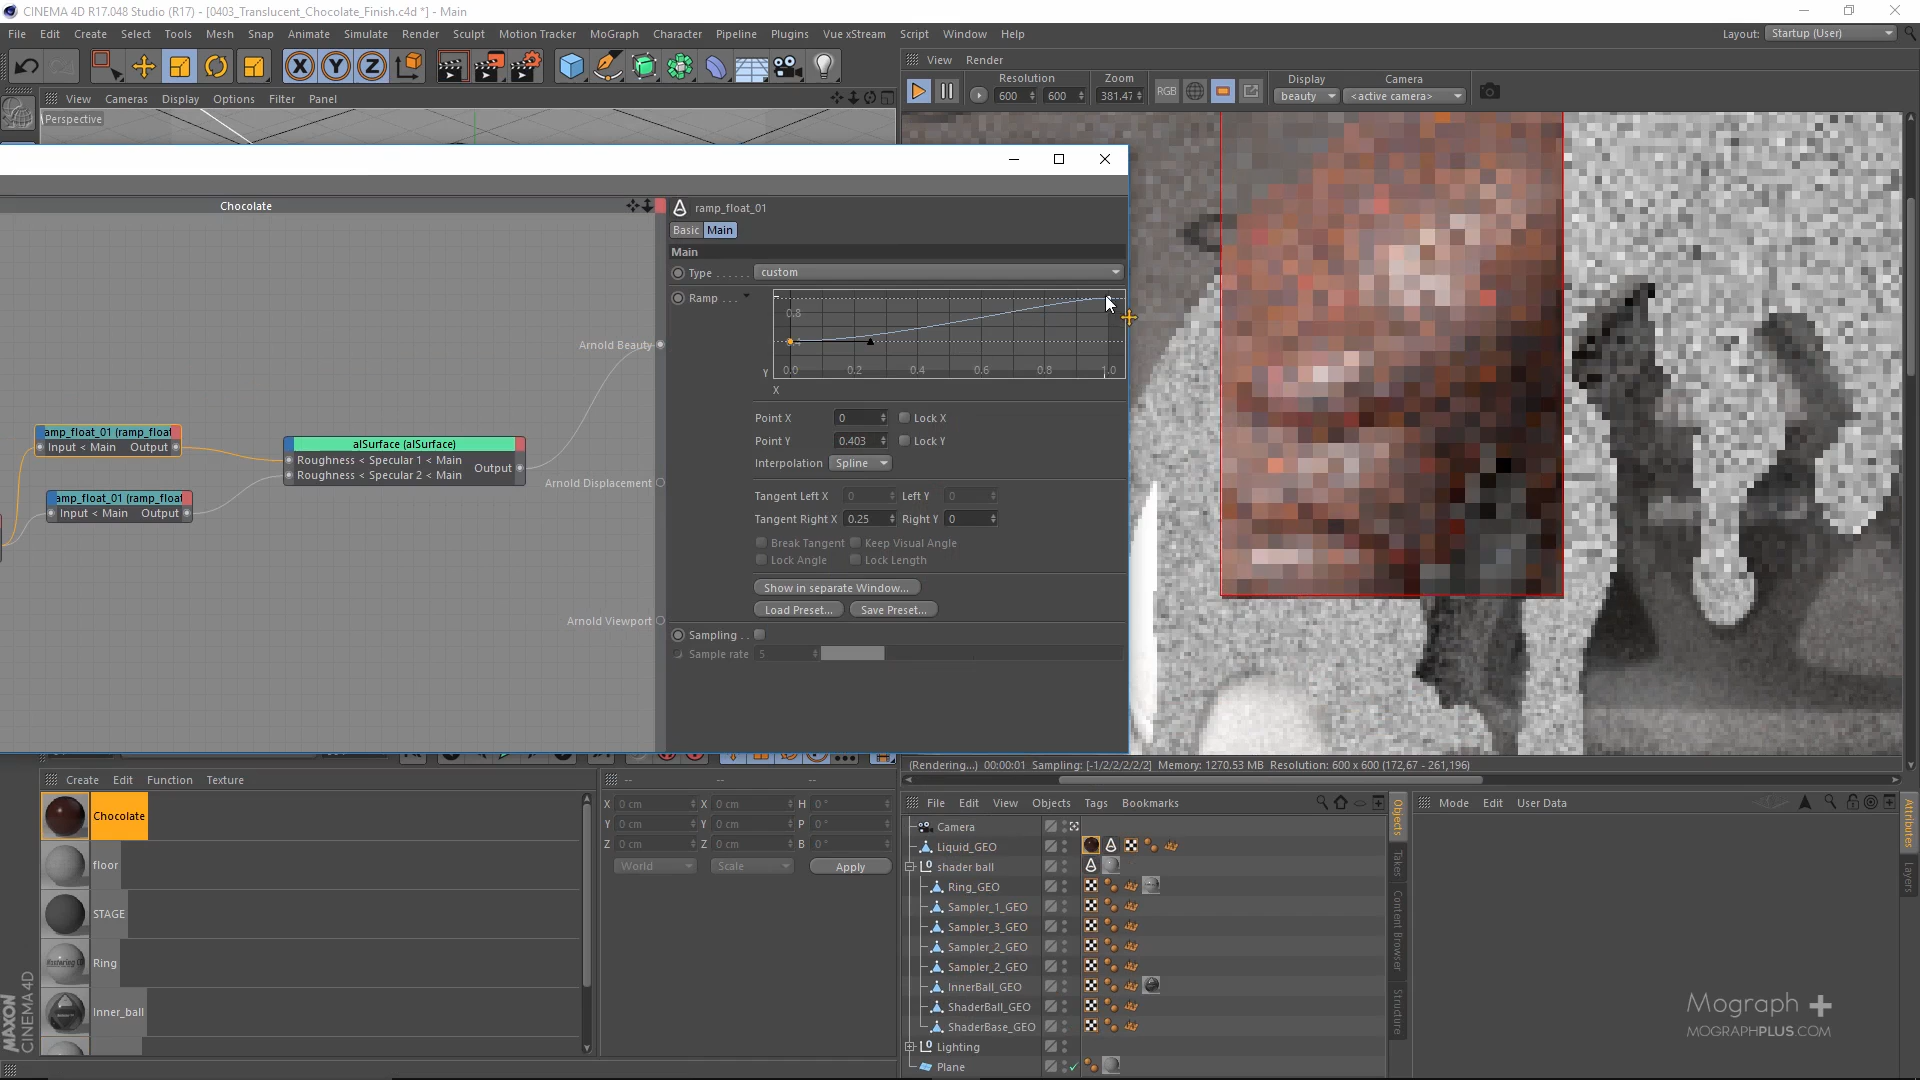 CINEMA 4D R17.048 Studio (R17) - [0403_Translucent_Chocolate_Finish.c4d *] - Main
File Edit Create Select Tools Mesh Snap Animate Simulate Render Sculpt Motion Tracker MoGraph Character Pipeline Plugins Vue xStream Script Window Help Layout: Startup (User)
View Render
Resolution Zoom Display Camera
600 600 381.47 RGB beauty <active camera>
View Cameras Display Options Filter Panel
Perspective
Chocolate
ramp_float_01
Basic Main
Main
Type custom
Ramp
0.8
Y 0.0 0.2 0.4 0.6 0.8 1.0
X
Point X 0 Lock X
Point Y 0.403 Lock Y
Interpolation Spline
Tangent Left X 0 Left Y 0
Tangent Right X 0.25 Right Y 0
Break Tangent Keep Visual Angle
Lock Angle Lock Length
Show in separate Window...
Load Preset... Save Preset...
Sampling
Sample rate 5
Arnold Beauty
Arnold Displacement
Arnold Viewport
amp_float_01 (ramp_float
Input < Main Output
amp_float_01 (ramp_float
Input < Main Output
alSurface (alSurface)
Roughness < Specular 1 < Main
Roughness < Specular 2 < Main
Output
(Rendering...) 00:00:01 Sampling: [-1/2/2/2/2/2] Memory: 1270.53 MB Resolution: 600 x 600 (172,67 - 261,196)
Create Edit Function Texture
Chocolate
floor
STAGE
Ring
Inner_ball
MAXON
CINEMA 4D
-- -- --
X 0 cm X 0 cm H 0 °
Y 0 cm Y 0 cm P 0 °
Z 0 cm Z 0 cm B 0 °
World Scale Apply
File Edit View Objects Tags Bookmarks
Camera
Liquid_GEO
shader ball
Ring_GEO
Sampler_1_GEO
Sampler_3_GEO
Sampler_2_GEO
Sampler_2_GEO
InnerBall_GEO
ShaderBall_GEO
ShaderBase_GEO
Lighting
Plane
Objects
Takes
Content Browser
Structure
Mode Edit User Data
Attributes
Layers
Mograph +
MOGRAPHPLUS.COM